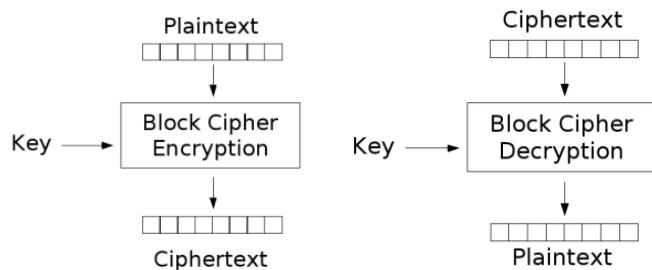 Plaintext
Key
Block Cipher
Encryption
Ciphertext
Ciphertext
Key
Block Cipher
Decryption
Plaintext